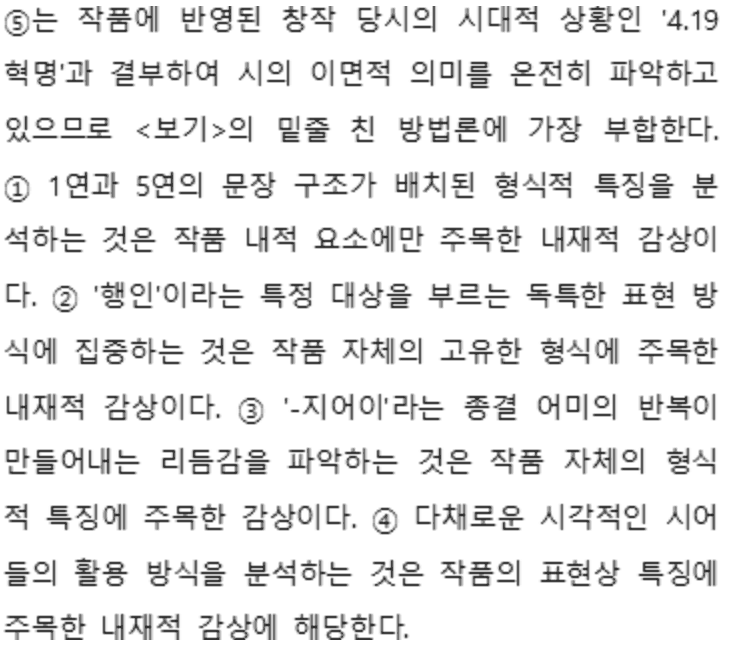 ⑤는 작품에 반영된 창작 당시의 시대적 상황인 '4.19
혁명'과 결부하여 시의 이면적 의미를 온전히 파악하고
있으므로 <보기>의 밑줄 친 방법론에 가장 부합한다.
① 1연과 5연의 문장 구조가 배치된 형식적 특징을 분
석하는 것은 작품 내적 요소에만 주목한 내재적 감상이
다. ② '행인'이라는 특정 대상을 부르는 독특한 표현 방
식에 집중하는 것은 작품 자체의 고유한 형식에 주목한
내재적 감상이다. ③ '-지어이'라는 종결 어미의 반복이
만들어내는 리듬감을 파악하는 것은 작품 자체의 형식
적 특징에 주목한 감상이다. ④ 다채로운 시각적인 시어
들의 활용 방식을 분석하는 것은 작품의 표현상 특징에
주목한 내재적 감상에 해당한다.